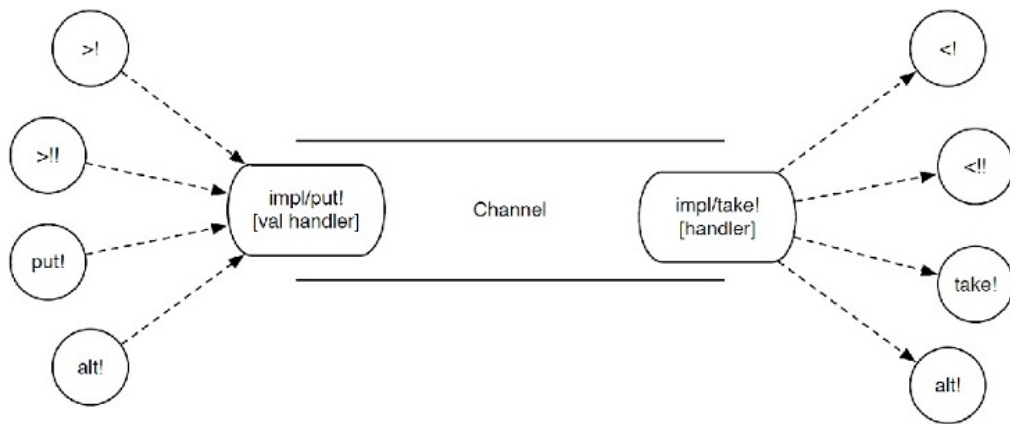 >!
<!
>!!
<!!
impl/put!
[val handler]
Channel
impl/take!
[handler]
put!
take!
alt!
alt!